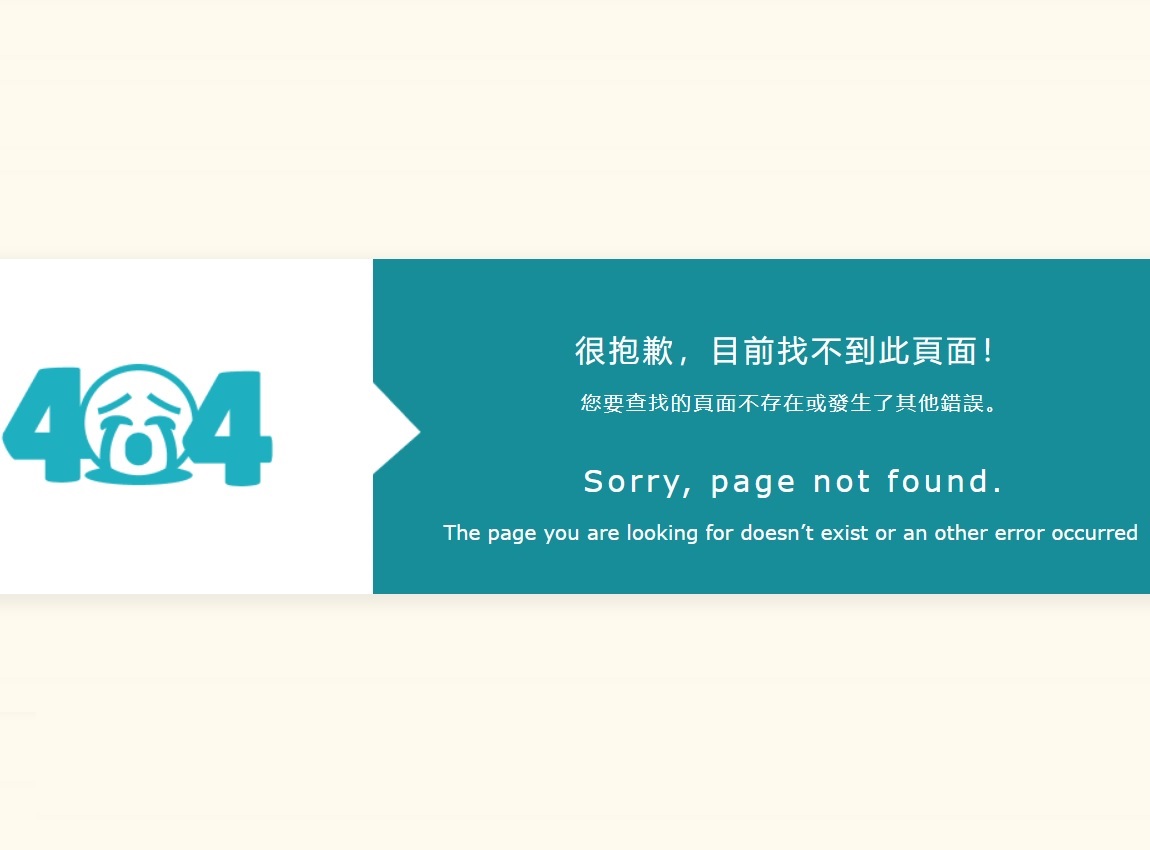 404
很抱歉，目前找不到此頁面！
您要查找的頁面不存在或發生了其他錯誤。
Sorry, page not found.
The page you are looking for doesn’t exist or an other error occurred